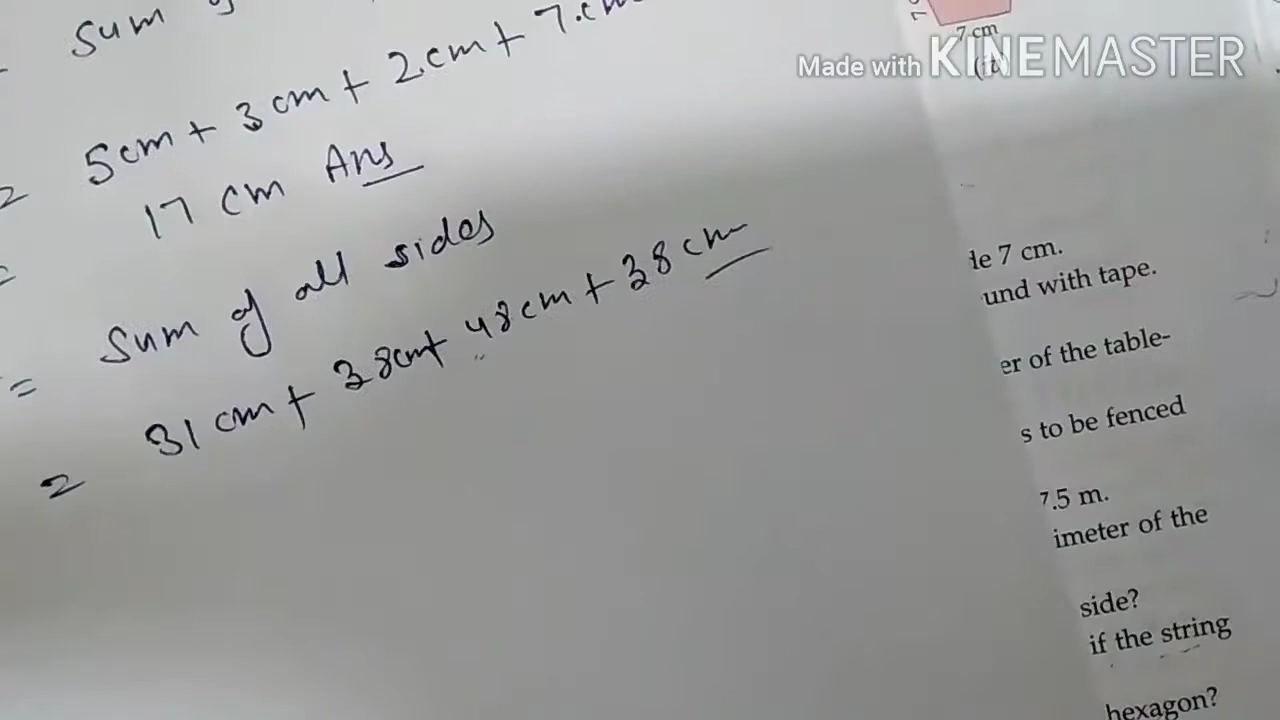 Sum
= 5cm + 3cm + 2cm + 7cm
= 17 cm Ans
= Sum of all sides
= 31 cm + 38cm + 48cm + 38cm
7 cm
(ii)
Made with KINEMASTER
le 7 cm.
und with tape.
er of the table-
s to be fenced
7.5 m.
imeter of the
side?
if the string
hexagon?